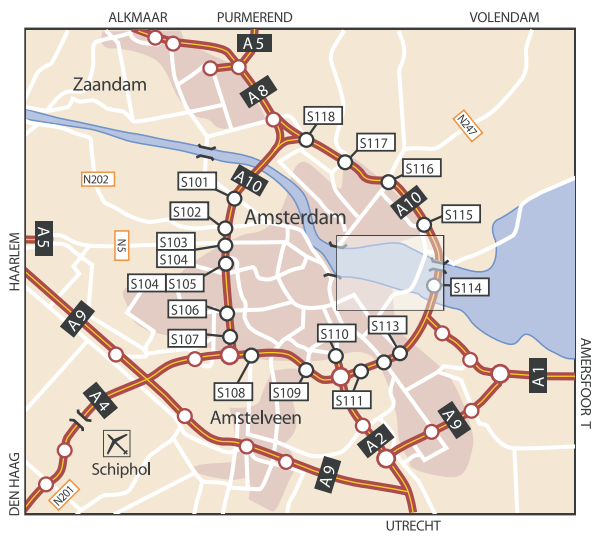 ALKMAAR
PURMEREND
VOLENDAM
A5
Zaandam
A8
S118
N247
S117
S116
N202
S101
A10
A10
S102
Amsterdam
S115
A5
N5
S103
S104
HAARLEM
S104
S105
S114
S106
A9
S107
S110
S113
AMERSFOOR T
A1
S108
S109
S111
A4
Amstelveen
A9
A2
Schiphol
A9
DEN HAAG
N201
UTRECHT